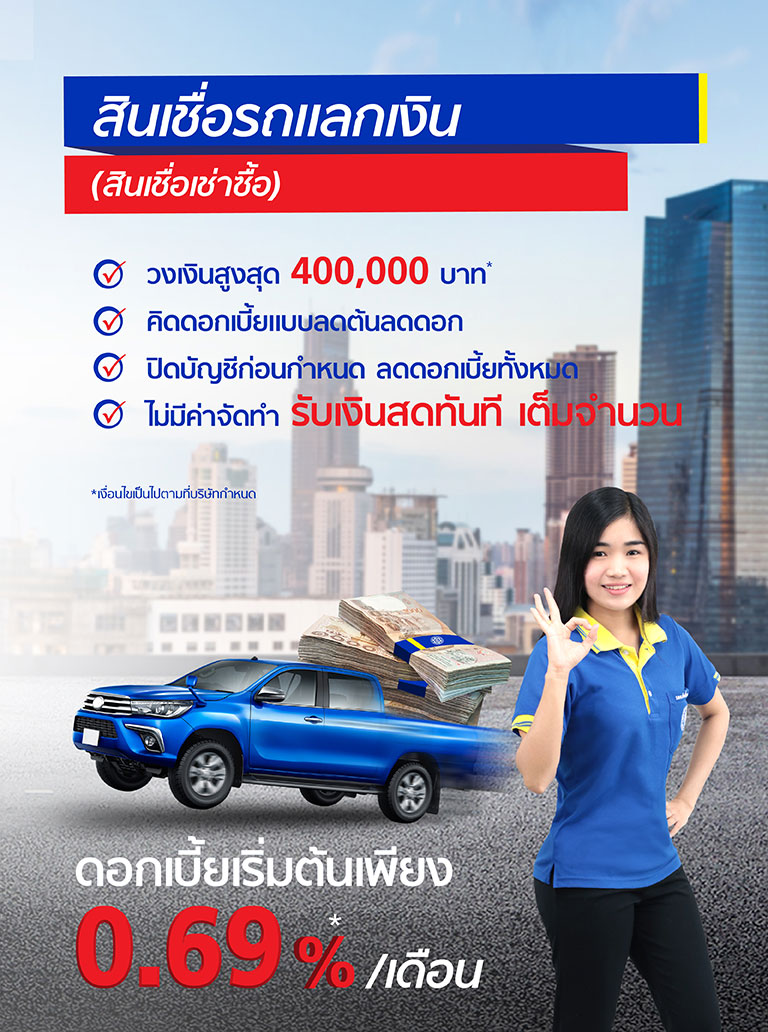 สินเชื่อรถแลกเงิน
(สินเชื่อเช่าซื้อ)
วงเงินสูงสุด 400,000 บาท*
คิดดอกเบี้ยแบบลดต้นลดดอก
ปิดบัญชีก่อนกำหนด ลดดอกเบี้ยทั้งหมด
ไม่มีค่าจัดทำ รับเงินสดทันที เต็มจำนวน
*เงื่อนไขเป็นไปตามที่บริษัทกำหนด
ดอกเบี้ยเริ่มต้นเพียง
0.69%* /เดือน